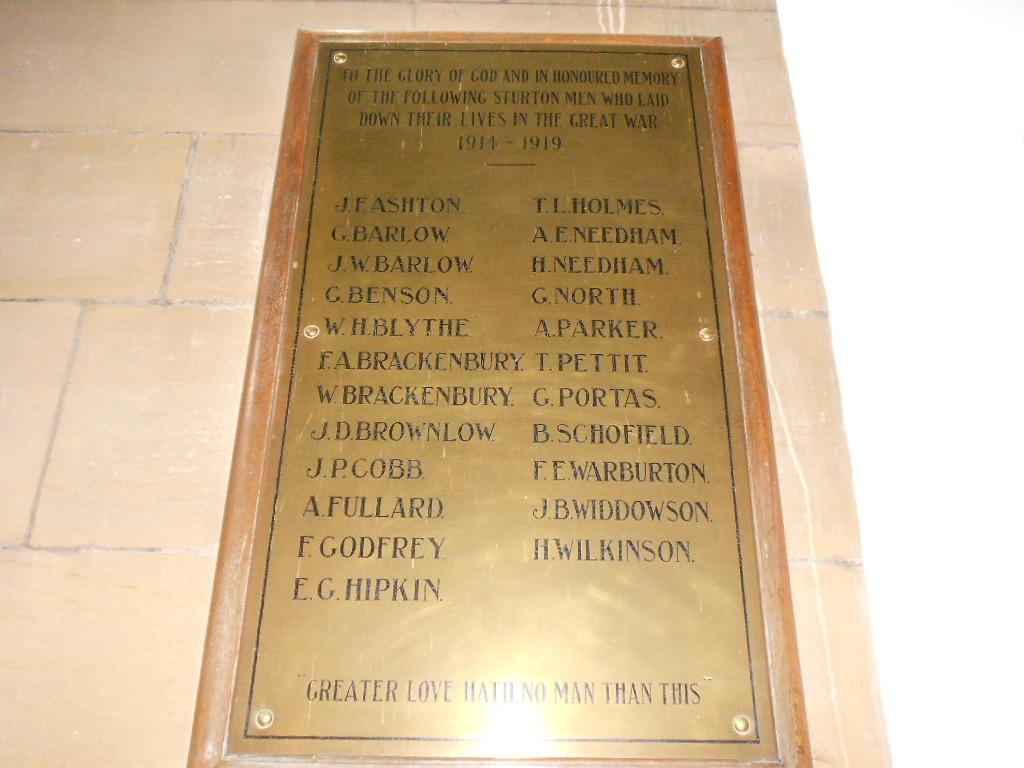 TO THE GLORY OF GOD AND IN HONOURED MEMORY
OF THE FOLLOWING STURTON MEN WHO LAID
DOWN THEIR LIVES IN THE GREAT WAR
1914 - 1919
J.F.ASHTON.
G.BARLOW.
J.W.BARLOW.
G.BENSON.
W.H.BLYTHE.
F.A.BRACKENBURY.
W.BRACKENBURY.
J.D.BROWNLOW.
J.P.COBB.
A.FULLARD.
F.GODFREY.
E.G.HIPKIN.
T.L.HOLMES.
A.E.NEEDHAM.
H.NEEDHAM.
G.NORTH.
A.PARKER.
T.PETTIT.
G.PORTAS.
B.SCHOFIELD.
F.E.WARBURTON.
J.B.WIDDOWSON.
H.WILKINSON.
"GREATER LOVE HATH NO MAN THAN THIS"